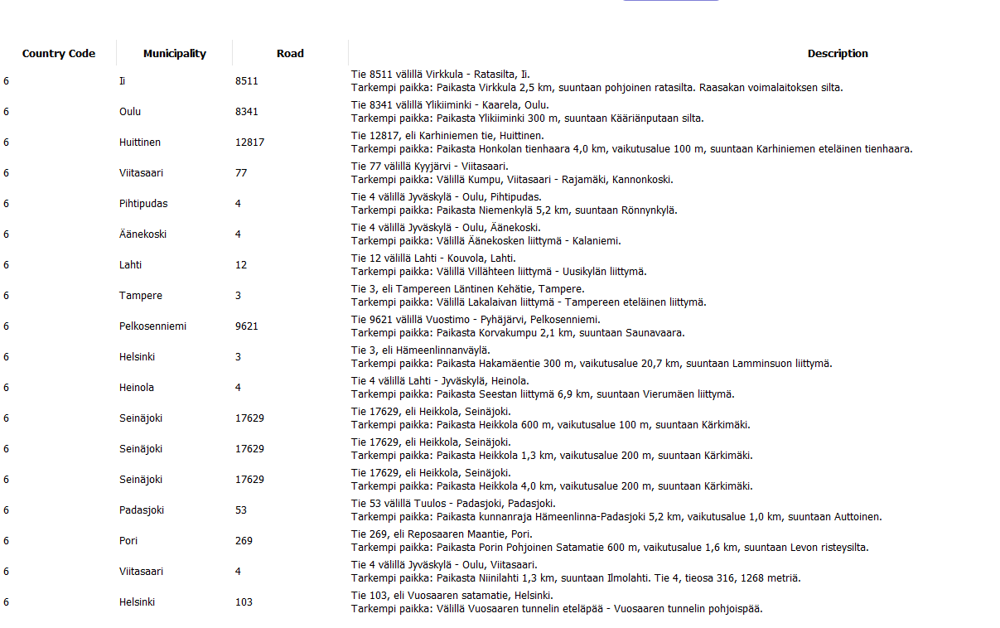 Country Code Municipality Road Description
6 Ii 8511 Tie 8511 välillä Virkkula - Ratasilta, Ii.
Tarkempi paikka: Paikasta Virkkula 2,5 km, suuntaan pohjoinen ratasilta. Raasakan voimalaitoksen silta.
6 Oulu 8341 Tie 8341 välillä Ylikiiminki - Kaarela, Oulu.
Tarkempi paikka: Paikasta Ylikiiminki 300 m, suuntaan Kääriänputaan silta.
6 Huittinen 12817 Tie 12817, eli Karhiniemen tie, Huittinen.
Tarkempi paikka: Paikasta Honkolan tienhaara 4,0 km, vaikutusalue 100 m, suuntaan Karhiniemen eteläinen tienhaara.
6 Viitasaari 77 Tie 77 välillä Kyyjärvi - Viitasaari.
Tarkempi paikka: Välillä Kumpu, Viitasaari - Rajamäki, Kannonkoski.
6 Pihtipudas 4 Tie 4 välillä Jyväskylä - Oulu, Pihtipudas.
Tarkempi paikka: Paikasta Niemenkylä 5,2 km, suuntaan Rönnynkylä.
6 Äänekoski 4 Tie 4 välillä Jyväskylä - Oulu, Äänekoski.
Tarkempi paikka: Välillä Äänekosken liittymä - Kalaniemi.
6 Lahti 12 Tie 12 välillä Lahti - Kouvola, Lahti.
Tarkempi paikka: Välillä Villähteen liittymä - Uusikylän liittymä.
6 Tampere 3 Tie 3, eli Tampereen Läntinen Kehätie, Tampere.
Tarkempi paikka: Välillä Lakalaivan liittymä - Tampereen eteläinen liittymä.
6 Pelkosenniemi 9621 Tie 9621 välillä Vuostimo - Pyhäjärvi, Pelkosenniemi.
Tarkempi paikka: Paikasta Korvakumpu 2,1 km, suuntaan Saunavaara.
6 Helsinki 3 Tie 3, eli Hämeenlinnanväylä.
Tarkempi paikka: Paikasta Hakamäentie 300 m, vaikutusalue 20,7 km, suuntaan Lamminsuon liittymä.
6 Heinola 4 Tie 4 välillä Lahti - Jyväskylä, Heinola.
Tarkempi paikka: Paikasta Seestan liittymä 6,9 km, suuntaan Vierumäen liittymä.
6 Seinäjoki 17629 Tie 17629, eli Heikkola, Seinäjoki.
Tarkempi paikka: Paikasta Heikkola 600 m, vaikutusalue 100 m, suuntaan Kärkimäki.
6 Seinäjoki 17629 Tie 17629, eli Heikkola, Seinäjoki.
Tarkempi paikka: Paikasta Heikkola 1,3 km, vaikutusalue 200 m, suuntaan Kärkimäki.
6 Seinäjoki 17629 Tie 17629, eli Heikkola, Seinäjoki.
Tarkempi paikka: Paikasta Heikkola 4,0 km, vaikutusalue 200 m, suuntaan Kärkimäki.
6 Padasjoki 53 Tie 53 välillä Tuulos - Padasjoki, Padasjoki.
Tarkempi paikka: Paikasta kunnanraja Hämeenlinna-Padasjoki 5,2 km, vaikutusalue 1,0 km, suuntaan Auttoinen.
6 Pori 269 Tie 269, eli Reposaaren Maantie, Pori.
Tarkempi paikka: Paikasta Porin Pohjoinen Satamatie 600 m, vaikutusalue 1,6 km, suuntaan Levon risteysilta.
6 Viitasaari 4 Tie 4 välillä Jyväskylä - Oulu, Viitasaari.
Tarkempi paikka: Paikasta Niinilahti 1,3 km, suuntaan Ilmolahti. Tie 4, tieosa 316, 1268 metriä.
6 Helsinki 103 Tie 103, eli Vuosaaren satamatie, Helsinki.
Tarkempi paikka: Välillä Vuosaaren tunnelin eteläpää - Vuosaaren tunnelin pohjoispää.